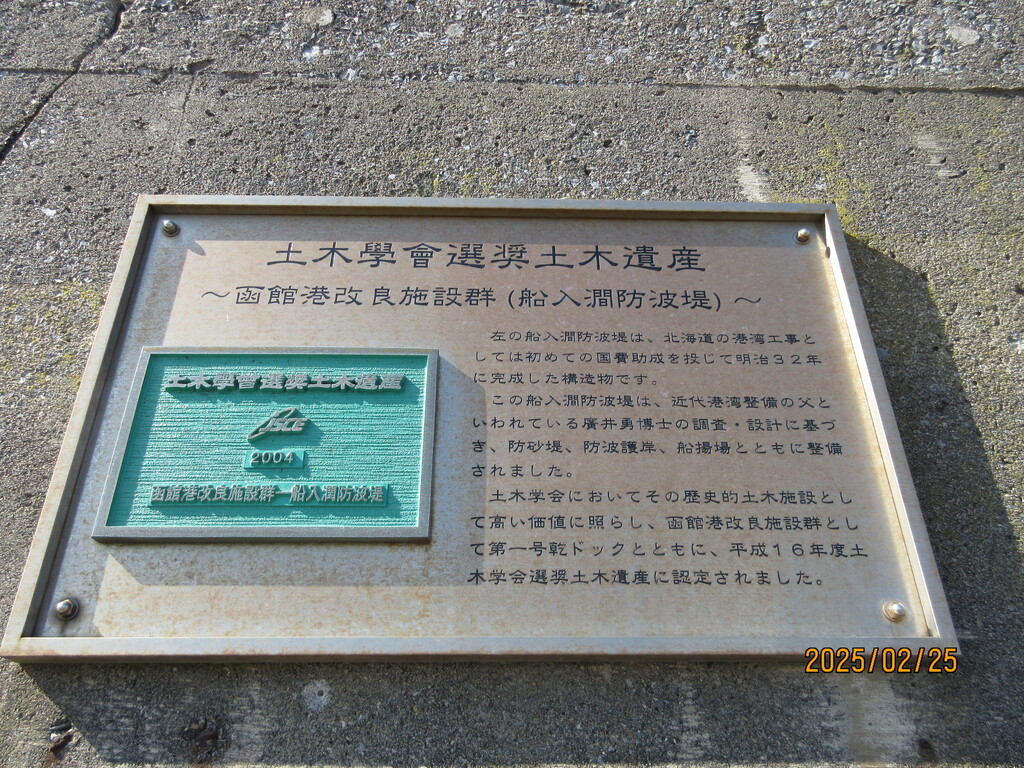 土木學會選奨土木遺産
～函館港改良施設群(船入澗防波堤)～
左の船入澗防波堤は、北海道の港湾工事と
しては初めての国費助成を投じて明治32年
に完成した構造物です。
この船入澗防波堤は、近代港湾整備の父と
いわれている廣井勇博士の調査・設計に基づ
き、防砂堤、防波護岸、船揚場とともに整備
されました。
土木学会においてその歴史的土木施設とし
て高い価値に照らし、函館港改良施設群とし
て第一号乾ドックとともに、平成16年度土
木学会選奨土木遺産に認定されました。
土木學會選奨土木遺産
JSCE
2004
函館港改良施設群―船入澗防波堤
2025/02/25